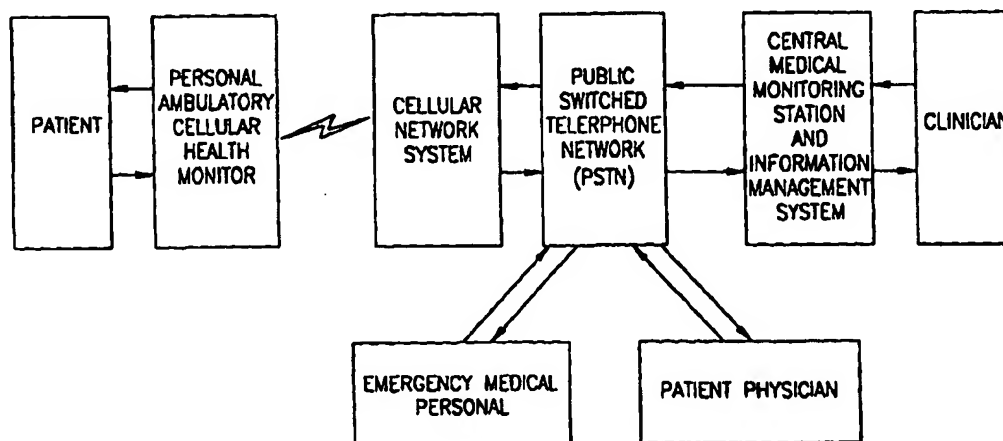 PATIENT
PERSONAL
AMBULATORY
CELLULAR
HEALTH
MONITOR
CELLULAR
NETWORK
SYSTEM
PUBLIC
SWITCHED
TELERPHONE
NETWORK
(PSTN)
CENTRAL
MEDICAL
MONITORING
STATION
AND
INFORMATION
MANAGEMENT
SYSTEM
CLINICIAN
EMERGENCY MEDICAL
PERSONAL
PATIENT PHYSICIAN